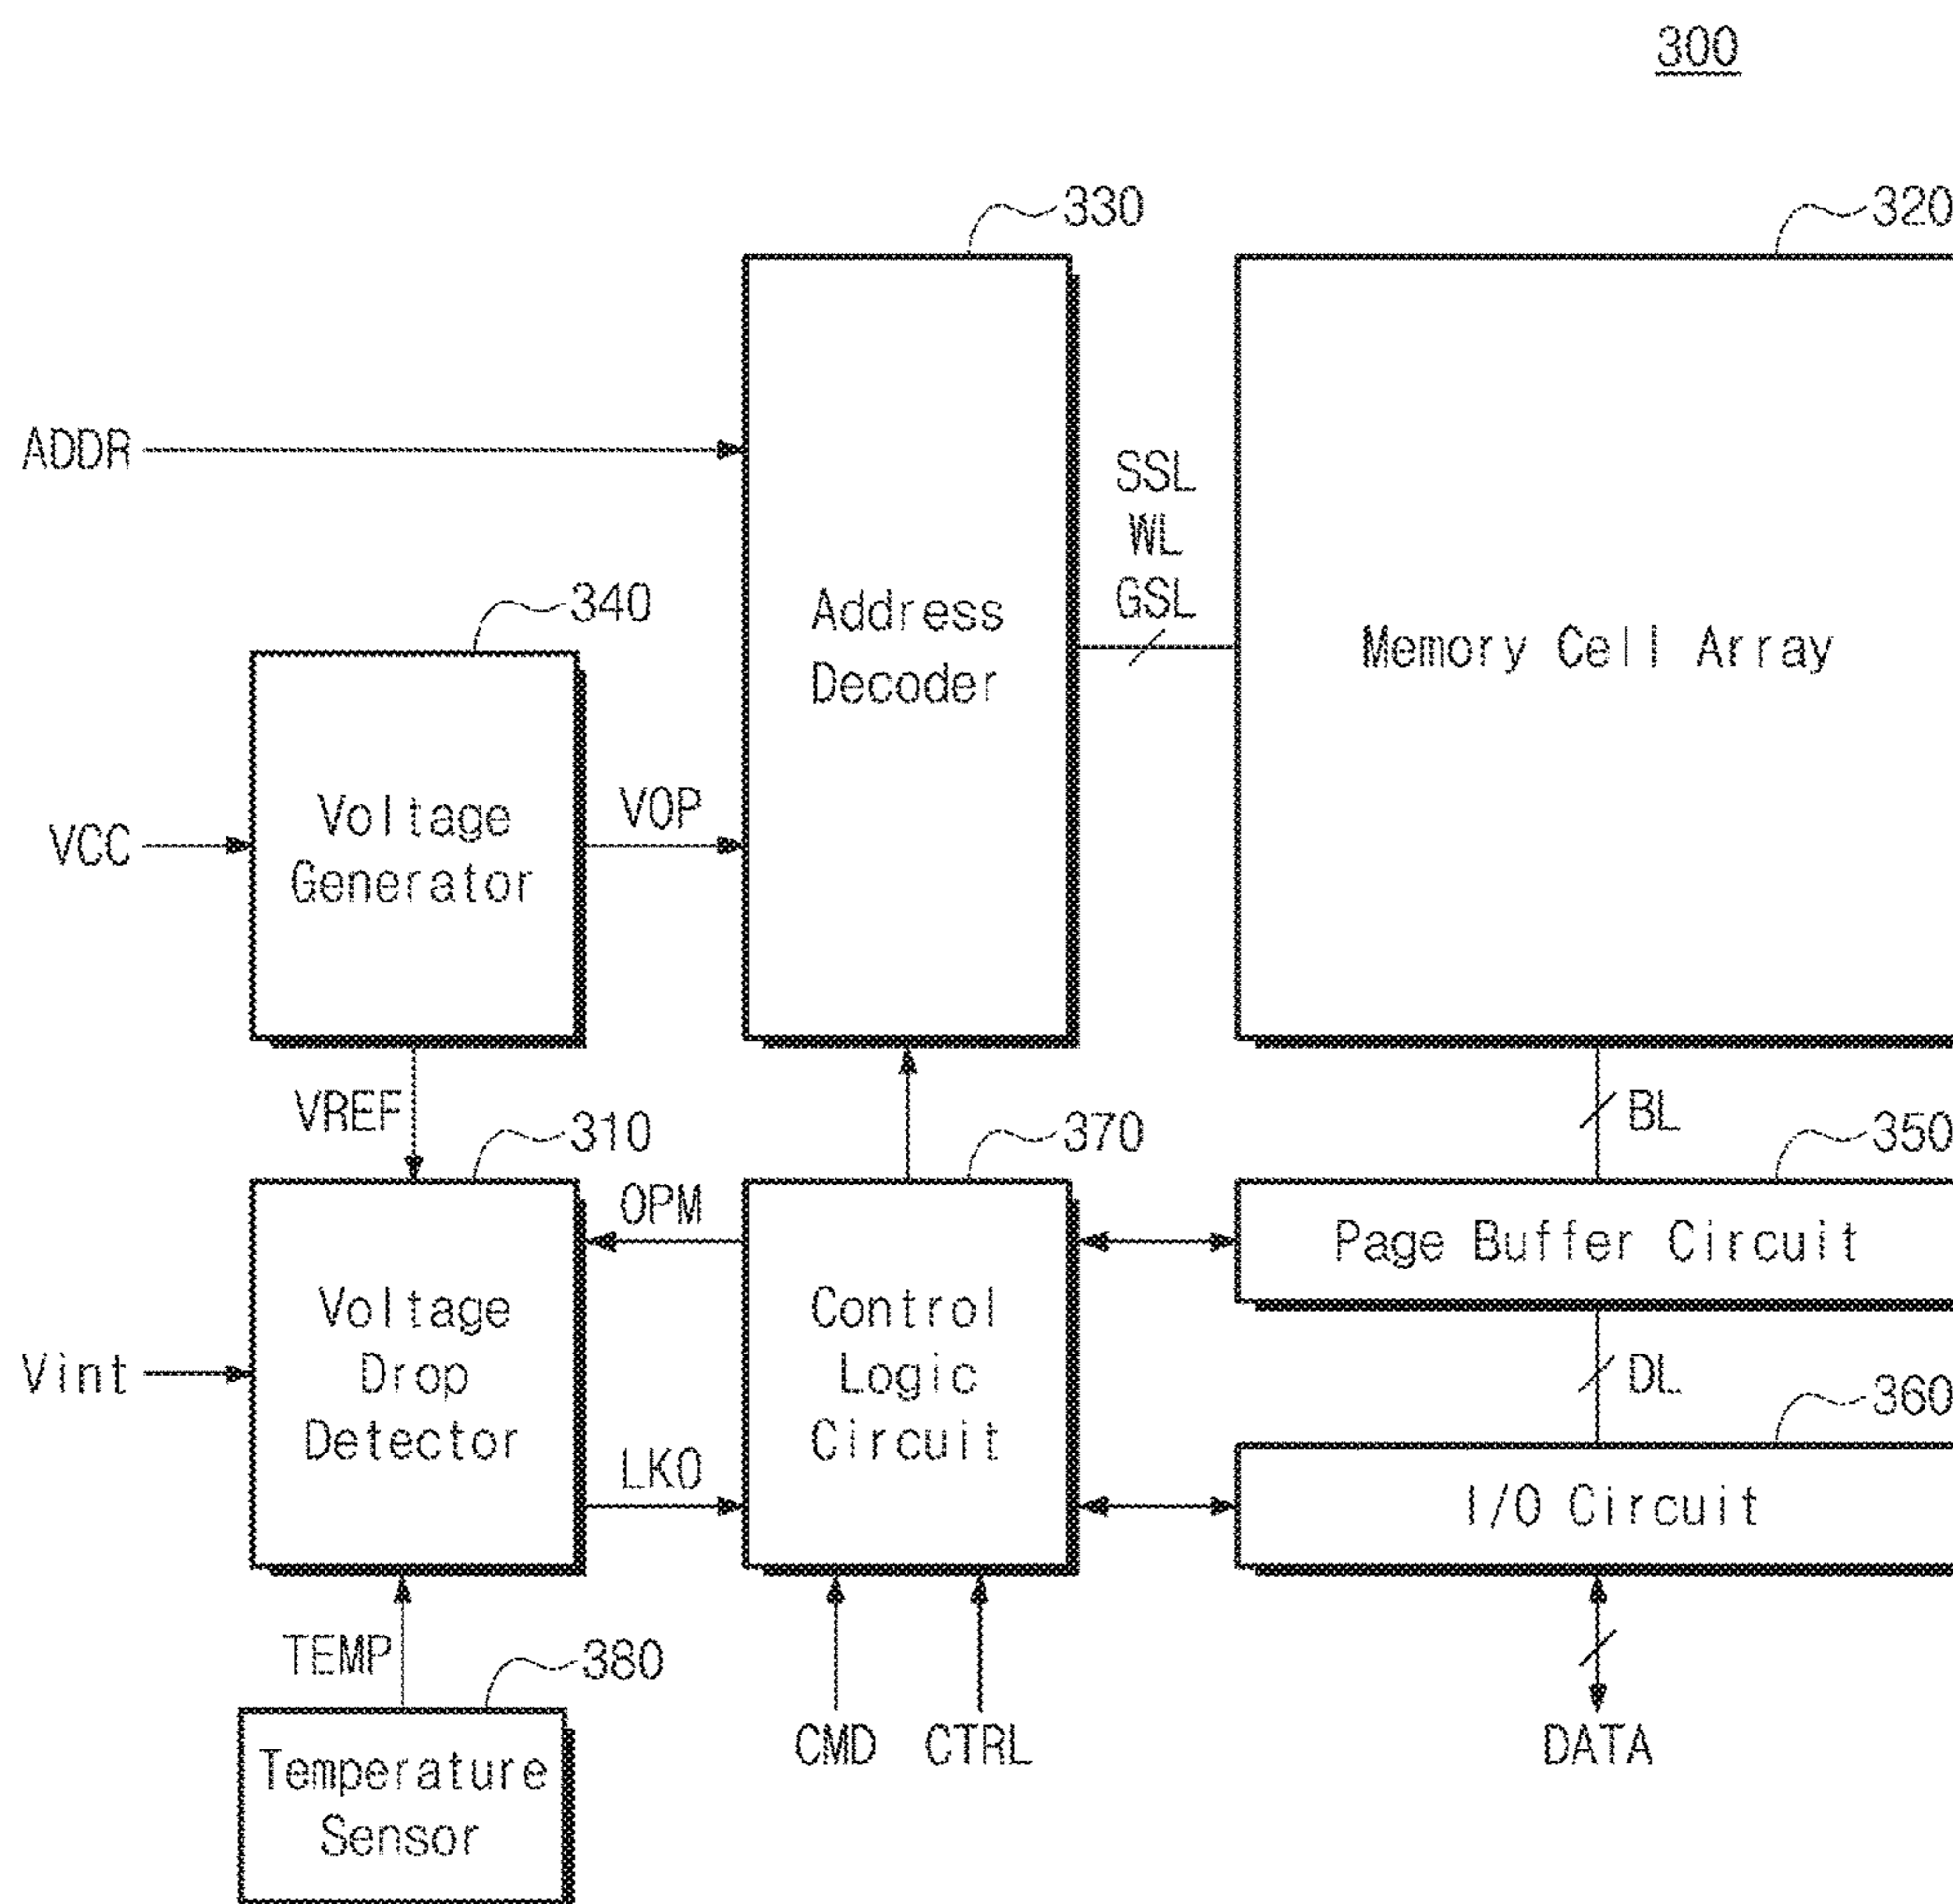 300
330
320
ADDR
SSL
WL
GSL
340
Address
Decoder
Memory Cell Array
VCC
Voltage
Generator
VOP
VREF
310
370
BL
350
OPM
Page Buffer Circuit
Vint
Voltage
Drop
Detector
Control
Logic
Circuit
DL
360
LKO
I/O Circuit
TEMP
380
CMD
CTRL
DATA
Temperature
Sensor